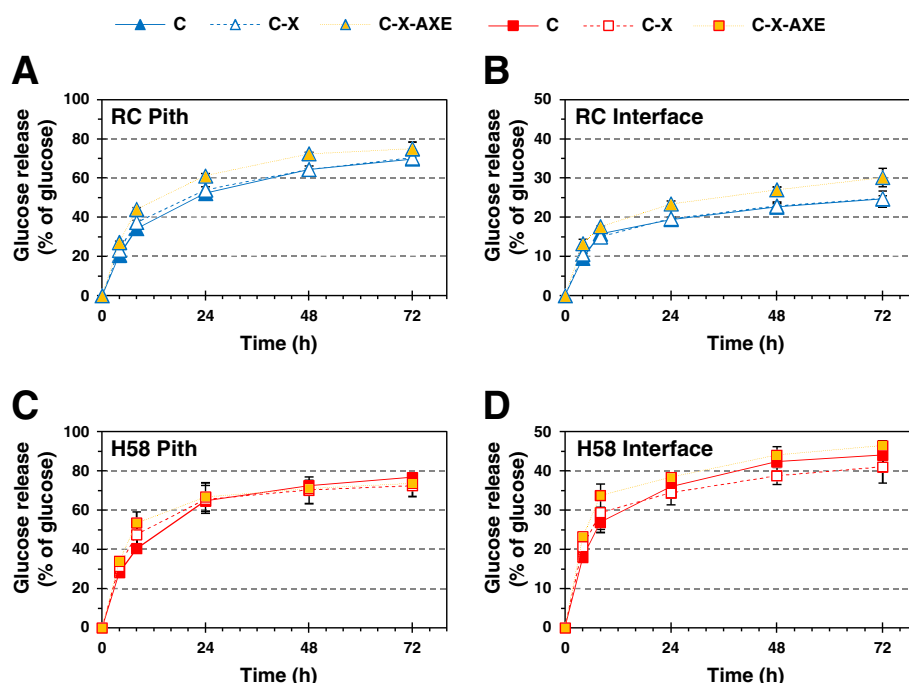 C C-X C-X-AXE C C-X C-X-AXE
A
RC Pith
Glucose release
(% of glucose)
100
80
60
40
20
0
0 24 48 72
Time (h)
B
RC Interface
Glucose release
(% of glucose)
50
40
30
20
10
0
0 24 48 72
Time (h)
C
H58 Pith
Glucose release
(% of glucose)
100
80
60
40
20
0
0 24 48 72
Time (h)
D
H58 Interface
Glucose release
(% of glucose)
50
40
30
20
10
0
0 24 48 72
Time (h)